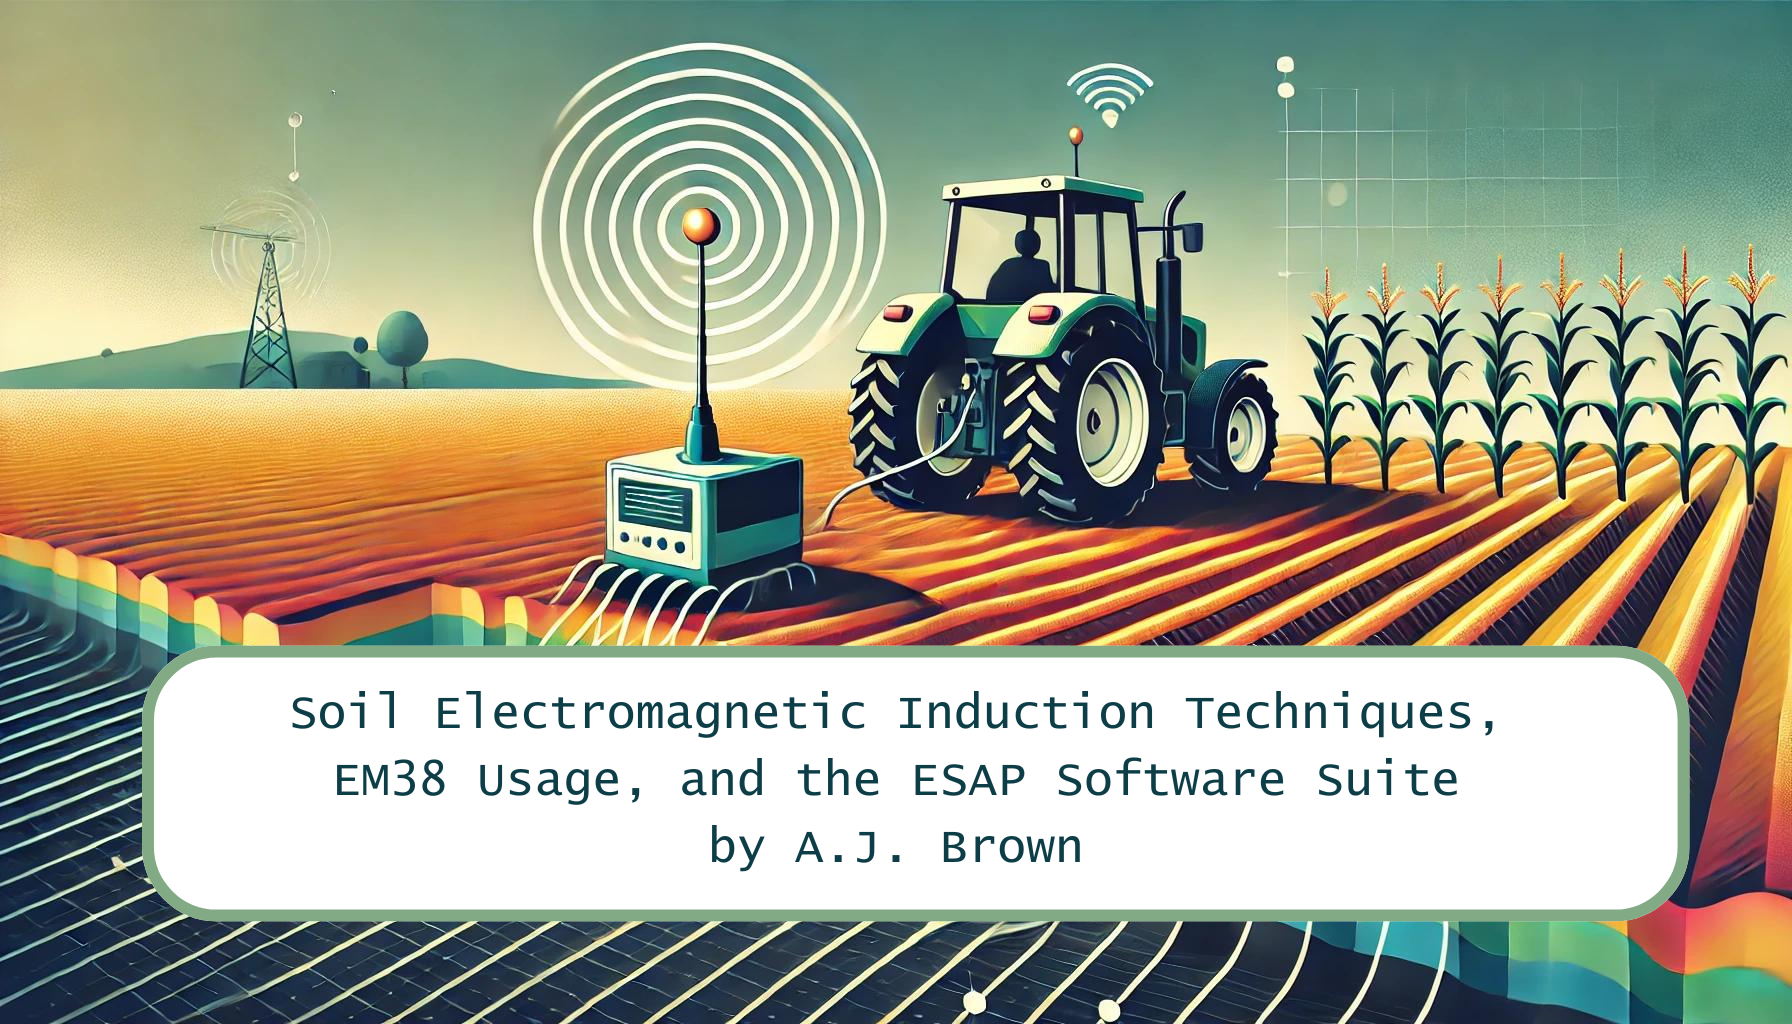 Soil Electromagnetic Induction Techniques,
EM38 Usage, and the ESAP Software Suite
by A.J. Brown